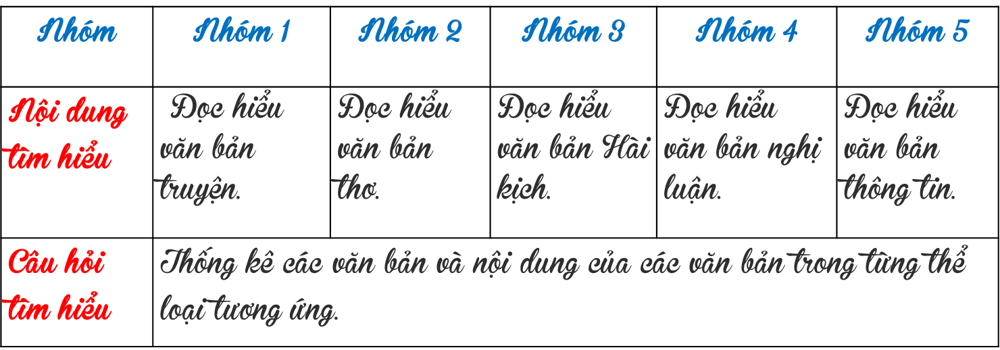 Nhóm
Nhóm 1
Nhóm 2
Nhóm 3
Nhóm 4
Nhóm 5
Nội dung
tìm hiểu
Đọc hiểu
văn bản
truyện.
Đọc hiểu
văn bản
thơ.
Đọc hiểu
văn bản Hài
kịch.
Đọc hiểu
văn bản nghị
luận.
Đọc hiểu
văn bản
thông tin.
Câu hỏi
tìm hiểu
Thống kê các văn bản và nội dung của các văn bản trong từng thể
loại tương ứng.